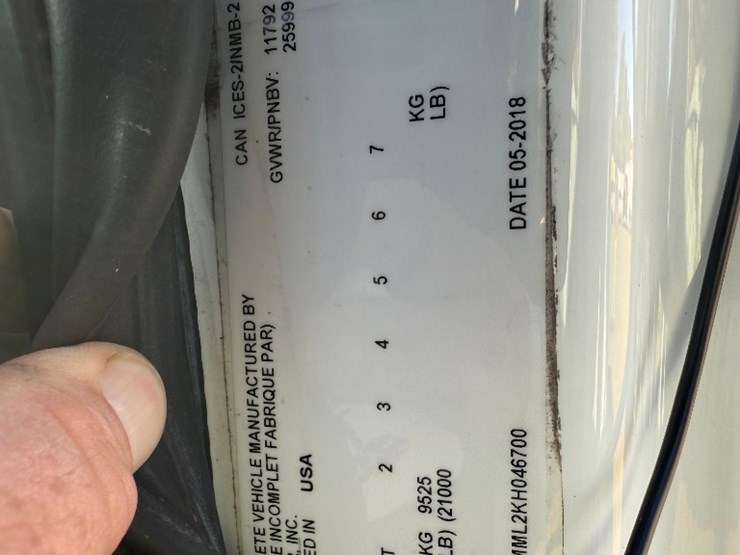 ETE VEHICLE MANUFACTURED BY CAN ICES-2/NMB-2
E INCOMPLET FABRIQUE PAR) GVWR/PNBV: 11792
INC. 25999
ED IN USA
T 2 3 4 5 6 7
KG 9525 KG
LB) (21000 LB)
MML2KH046700 DATE 05-2018